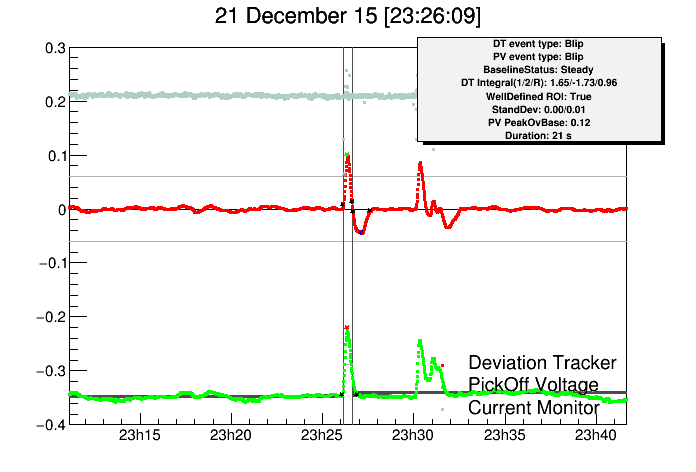 21 December 15 [23:26:09]
DT event type: Blip
PV event type: Blip
BaselineStatus: Steady
DT Integral(1/2/R): 1.65/-1.73/0.96
WellDefined ROI: True
StandDev: 0.00/0.01
PV PeakOvBase: 0.12
Duration: 21 s
0.3
0.2
0.1
0
−0.1
−0.2
−0.3
−0.4
Deviation Tracker
PickOff Voltage
Current Monitor
23h15 23h20 23h25 23h30 23h35 23h40